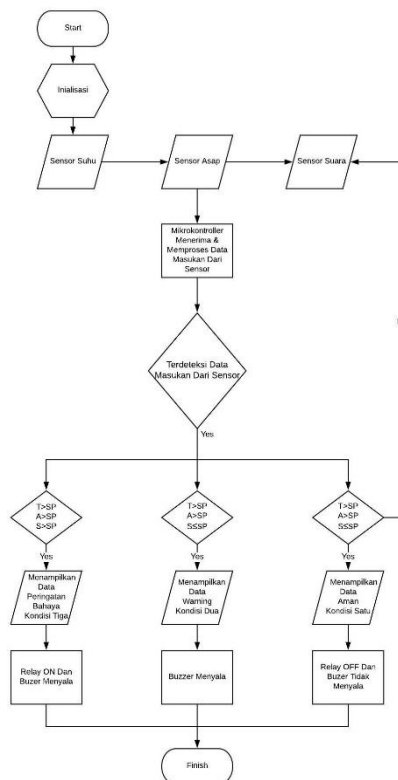 Start
Inialisasi
Sensor Suhu
Sensor Asap
Sensor Suara
Mikrokontroller
Menerima &
Memproses Data
Masukan Dari
Sensor
Terdeteksi Data
Masukan Dari Sensor
Yes
T>SP
A>SP
S>SP
T>SP
A>SP
S≤sP
T>SP
A>SP
S≤sP
Yes
Yes
Yes
Menampilkan
Data
Peringatan
Bahaya
Kondisi Tiga
Menampilkan
Data
Warning
Kondisi Dua
Menampilkan
Data
Aman
Kondisi Satu
Relay ON Dan
Buzer Menyala
Buzzer Menyala
Relay OFF Dan
Buzer Tidak
Menyala
Finish